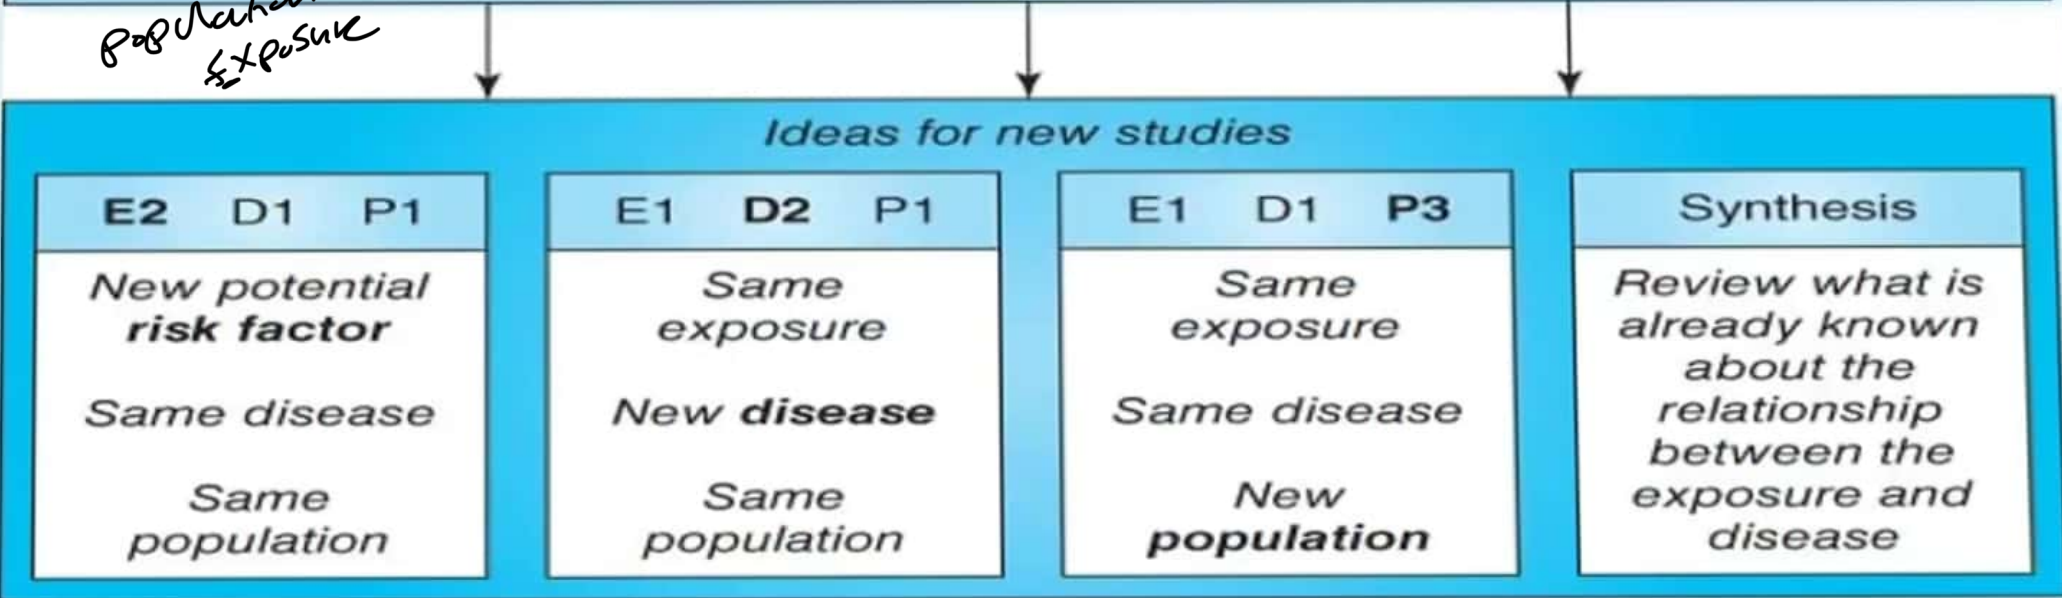 Exposure
Ideas for new studies
E2 D1 P1
New potential
risk factor
Same disease
Same
population
E1 D2 P1
Same
exposure
New disease
Same
population
E1 D1 P3
Same
exposure
Same disease
New
population
Synthesis
Review what is
already known
about the
relationship
between the
exposure and
disease